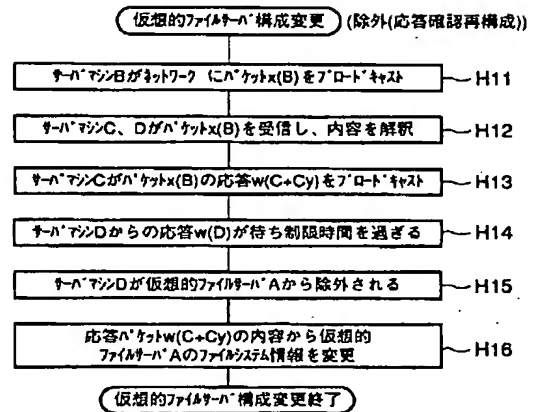 仮想的ファイルサーバ構成変更 (除外(応答確認再構成))
サーバマシンBがネットワーク にパケットx(B)をブロードキャスト H11
サーバマシンC、Dがパケットx(B)を受信し、内容を解釈 H12
サーバマシンCがパケットx(B)の応答w(C+Cy)をブロードキャスト H13
サーバマシンDからの応答w(D)が待ち制限時間を過ぎる H14
サーバマシンDが仮想的ファイルサーバAから除外される H15
応答パケットw(C+Cy)の内容から仮想的
ファイルサーバAのファイルシステム情報を変更 H16
仮想的ファイルサーバ構成変更終了